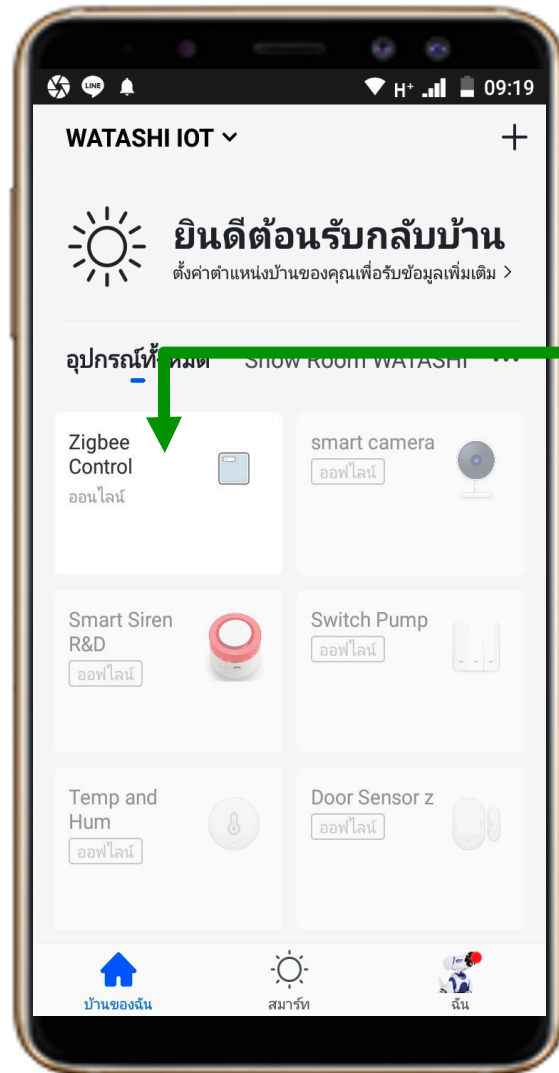 LINE
H+ 09:19
WATASHI IOT
ยินดีต้อนรับกลับบ้าน
ตั้งค่าตำแหน่งบ้านของคุณเพื่อรับข้อมูลเพิ่มเติม >
อุปกรณ์ทั้งหมด Show Room WATASHI
Zigbee
Control
ออนไลน์
smart camera
ออฟไลน์
Smart Siren
R&D
ออฟไลน์
Switch Pump
ออฟไลน์
Temp and
Hum
ออฟไลน์
Door Sensor z
ออฟไลน์
บ้านของฉัน สมาร์ท ฉัน